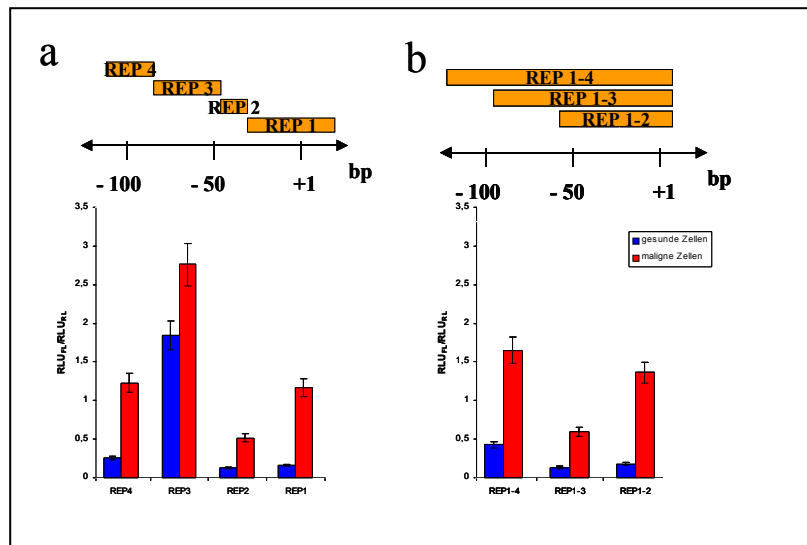 a
REP 4
REP 3
REP 2
REP 1
bp
- 100
- 50
+1
3,5
3
2,5
2
1,5
1
0,5
0
RLUFL/RLURL
REP4
REP3
REP2
REP1
b
REP 1-4
REP 1-3
REP 1-2
bp
- 100
- 50
+1
gesunde Zellen
maligne Zellen
3,5
3
2,5
2
1,5
1
0,5
0
RLUFL/RLURL
REP1-4
REP1-3
REP1-2